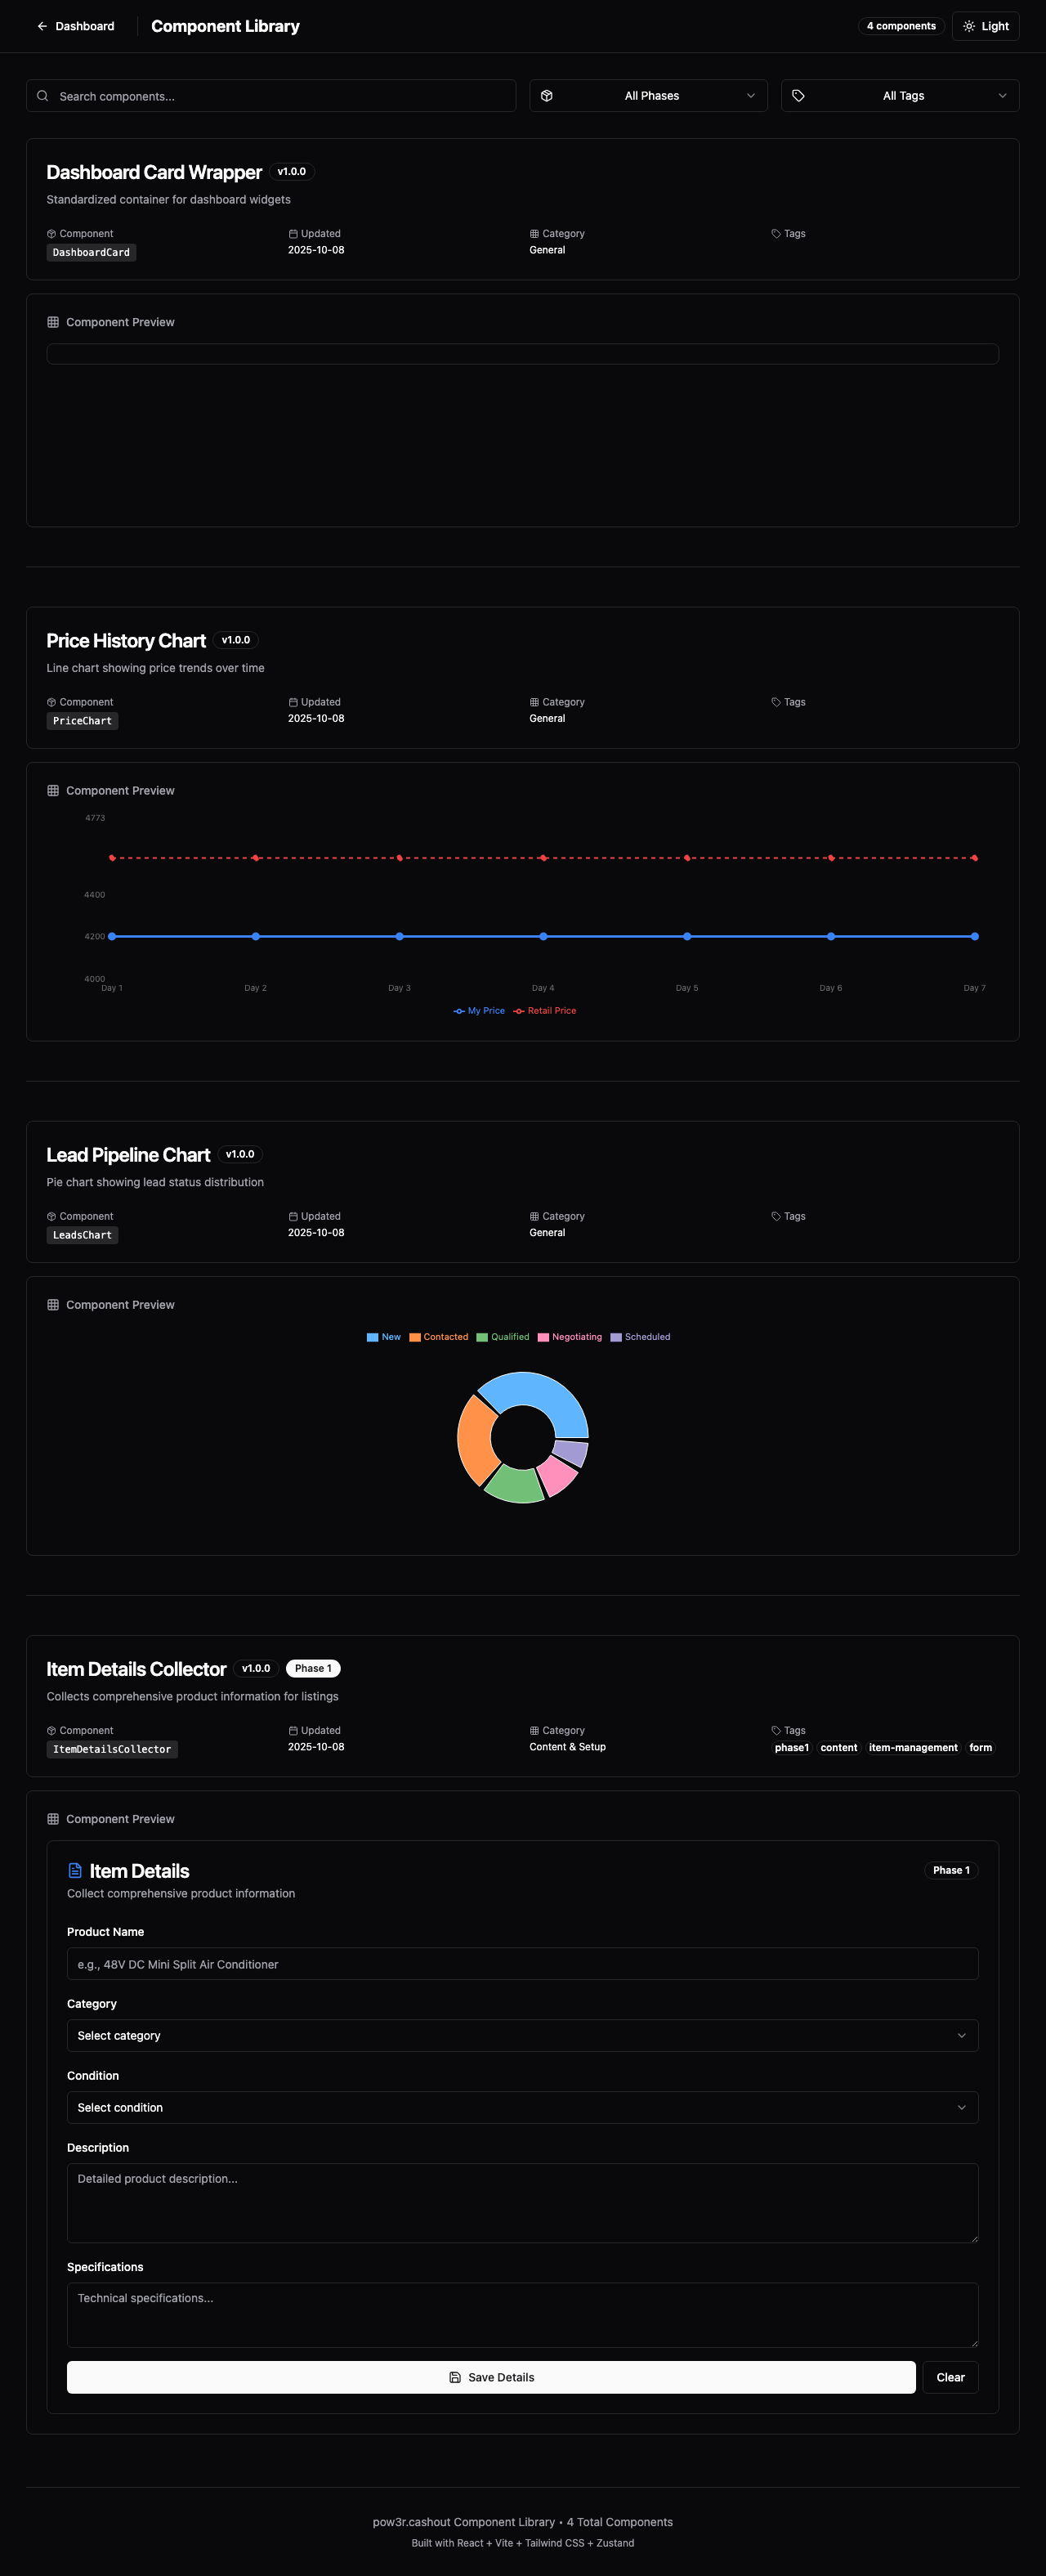 Dashboard
Component Library
4 components
Light
Search components...
All Phases
All Tags
Dashboard Card Wrapper v1.0.0
Standardized container for dashboard widgets
Component Updated Category Tags
DashboardCard 2025-10-08 General
Component Preview
Price History Chart v1.0.0
Line chart showing price trends over time
Component Updated Category Tags
PriceChart 2025-10-08 General
Component Preview
4773
4400
4200
4000
Day 1 Day 2 Day 3 Day 4 Day 5 Day 6 Day 7
My Price Retail Price
Lead Pipeline Chart v1.0.0
Pie chart showing lead status distribution
Component Updated Category Tags
LeadsChart 2025-10-08 General
Component Preview
New Contacted Qualified Negotiating Scheduled
Item Details Collector v1.0.0 Phase 1
Collects comprehensive product information for listings
Component Updated Category Tags
ItemDetailsCollector 2025-10-08 Content & Setup phase1 content item-management form
Component Preview
Item Details Phase 1
Collect comprehensive product information
Product Name
e.g., 48V DC Mini Split Air Conditioner
Category
Select category
Condition
Select condition
Description
Detailed product description...
Specifications
Technical specifications...
Save Details Clear
pow3r.cashout Component Library • 4 Total Components
Built with React + Vite + Tailwind CSS + Zustand